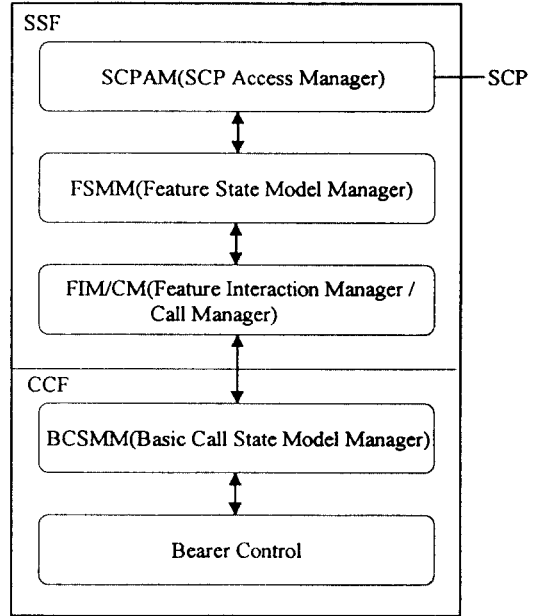 SSF
SCPAM(SCP Access Manager)
SCP
FSMM(Feature State Model Manager)
FIM/CM(Feature Interaction Manager /
Call Manager)
CCF
BCSMM(Basic Call State Model Manager)
Bearer Control